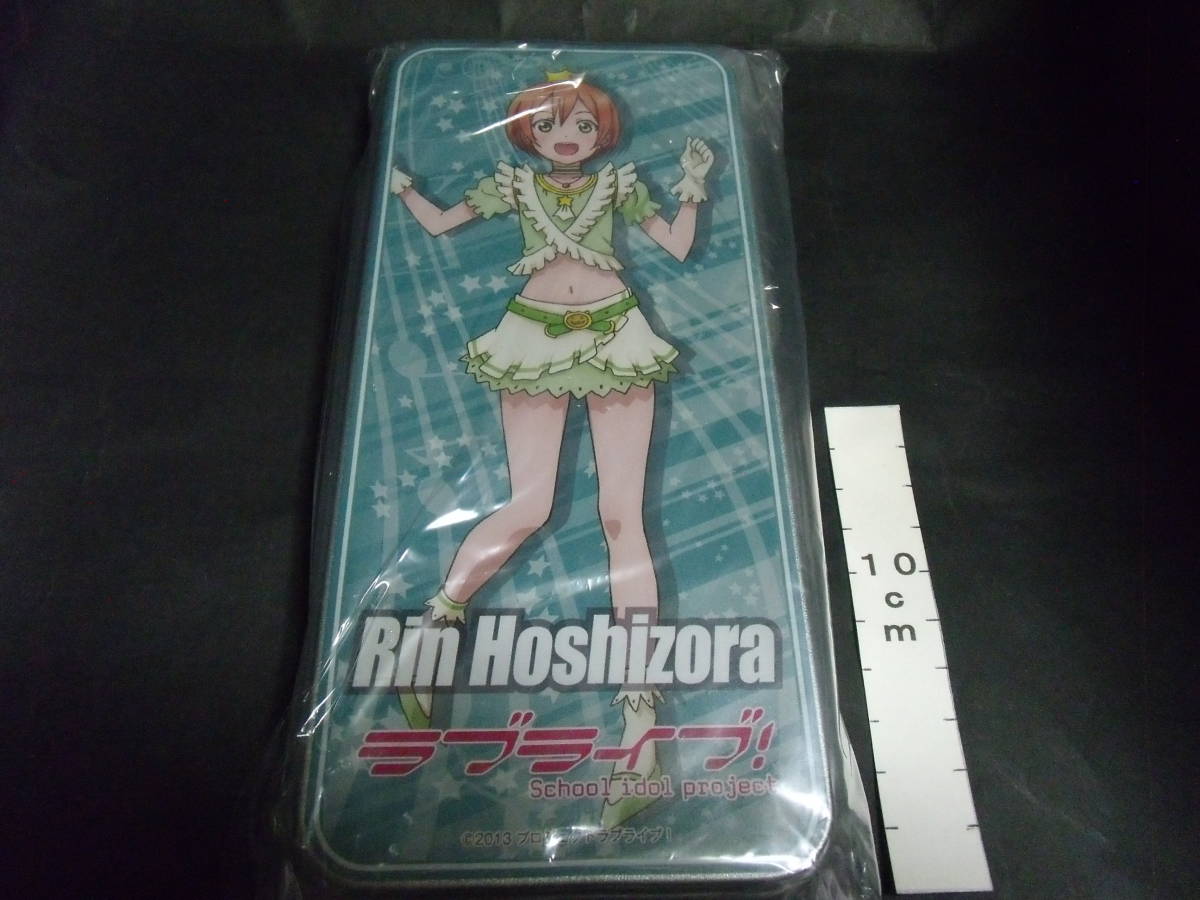 Rin Hoshizora
ラブライブ!
School idol project
©2013 プロジェクトラブライブ!
10
cm